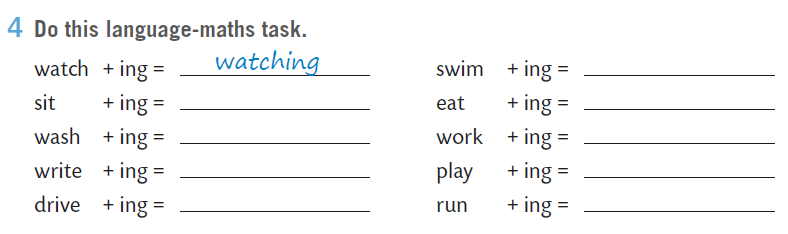 4 Do this language-maths task.
watch + ing = watching
sit + ing =
wash + ing =
write + ing =
drive + ing =
swim + ing =
eat + ing =
work + ing =
play + ing =
run + ing =